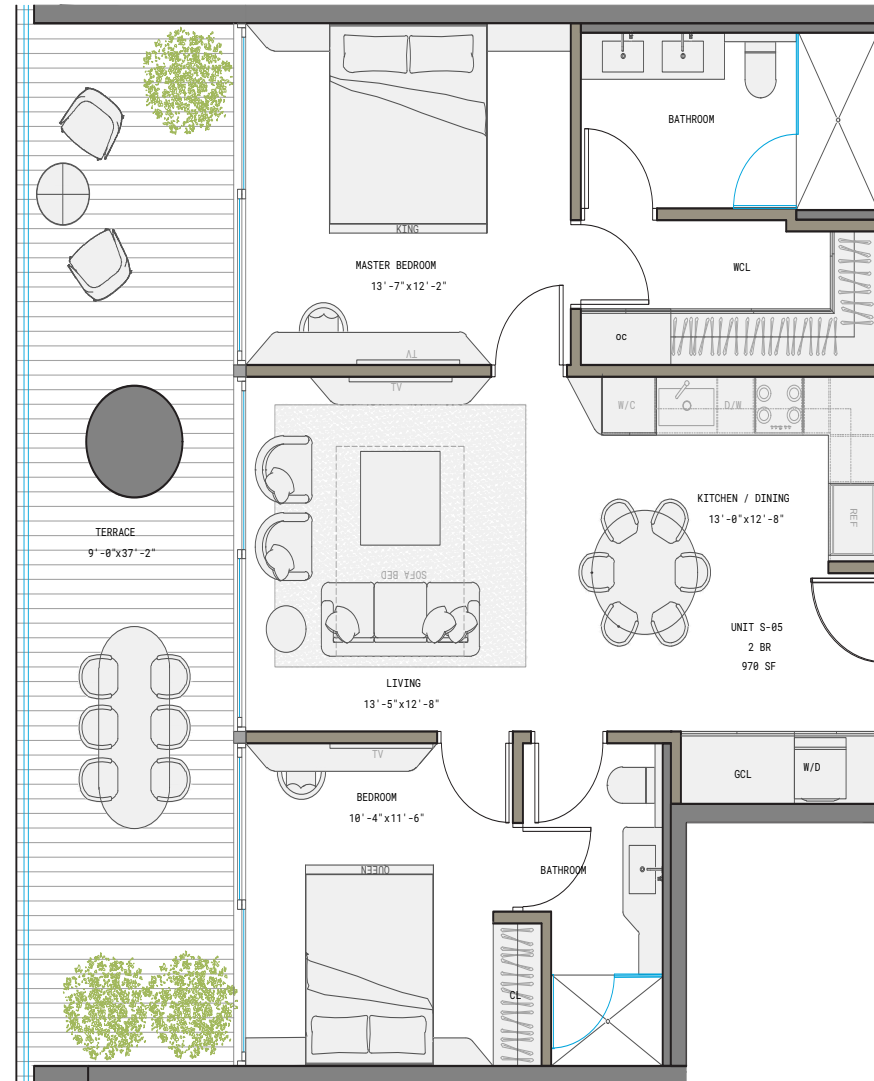 BATHROOM
KING
MASTER BEDROOM
13'-7"x12'-2"
WCL
OC
TV
TV
W/C
D/W
KITCHEN / DINING
13'-0"x12'-8"
REF
TERRACE
9'-0"x37'-2"
SOFA BED
UNIT S-05
2 BR
970 SF
LIVING
13'-5"x12'-8"
TV
GCL
W/D
BEDROOM
10'-4"x11'-6"
QUEEN
BATHROOM
CL